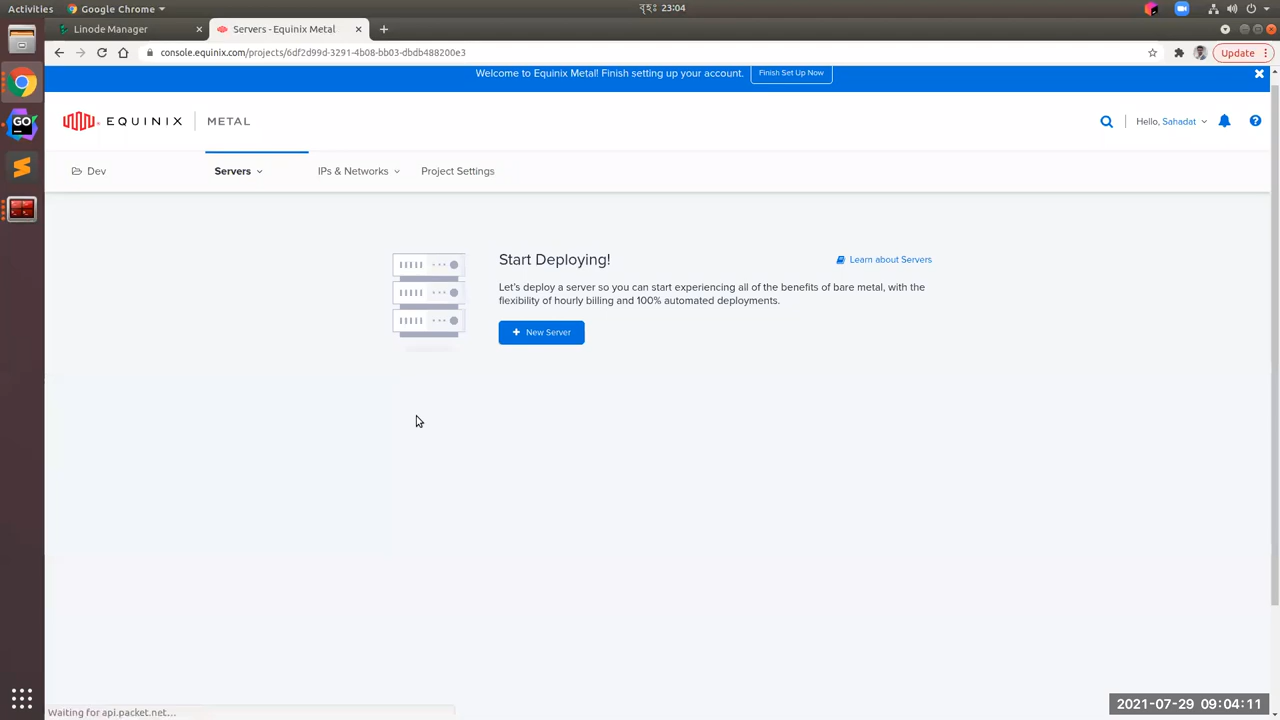 Activities Google Chrome বৃহঃ 23:04
Linode Manager Servers - Equinix Metal
console.equinix.com/projects/6df2d99d-3291-4b08-bb03-dbdb488200e3 Update
Welcome to Equinix Metal! Finish setting up your account. Finish Set Up Now
EQUINIX METAL Hello, Sahadat
Dev Servers IPs & Networks Project Settings
Start Deploying! Learn about Servers
Let's deploy a server so you can start experiencing all of the benefits of bare metal, with the
flexibility of hourly billing and 100% automated deployments.
+ New Server
GO
Waiting for api.packet.net...
2021-07-29 09:04:11